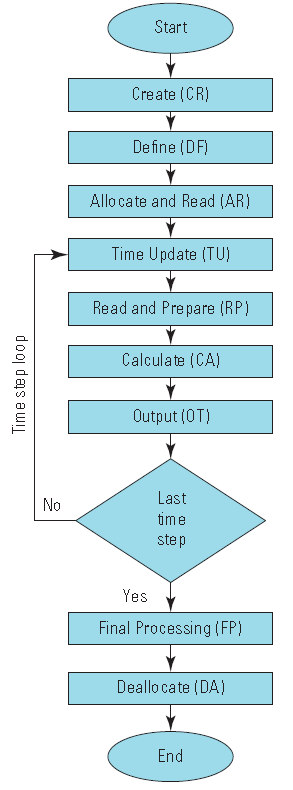 Start
Create (CR)
Define (DF)
Allocate and Read (AR)
Time Update (TU)
Read and Prepare (RP)
Calculate (CA)
Output (OT)
Time step loop
Last
time
step
No
Yes
Final Processing (FP)
Deallocate (DA)
End